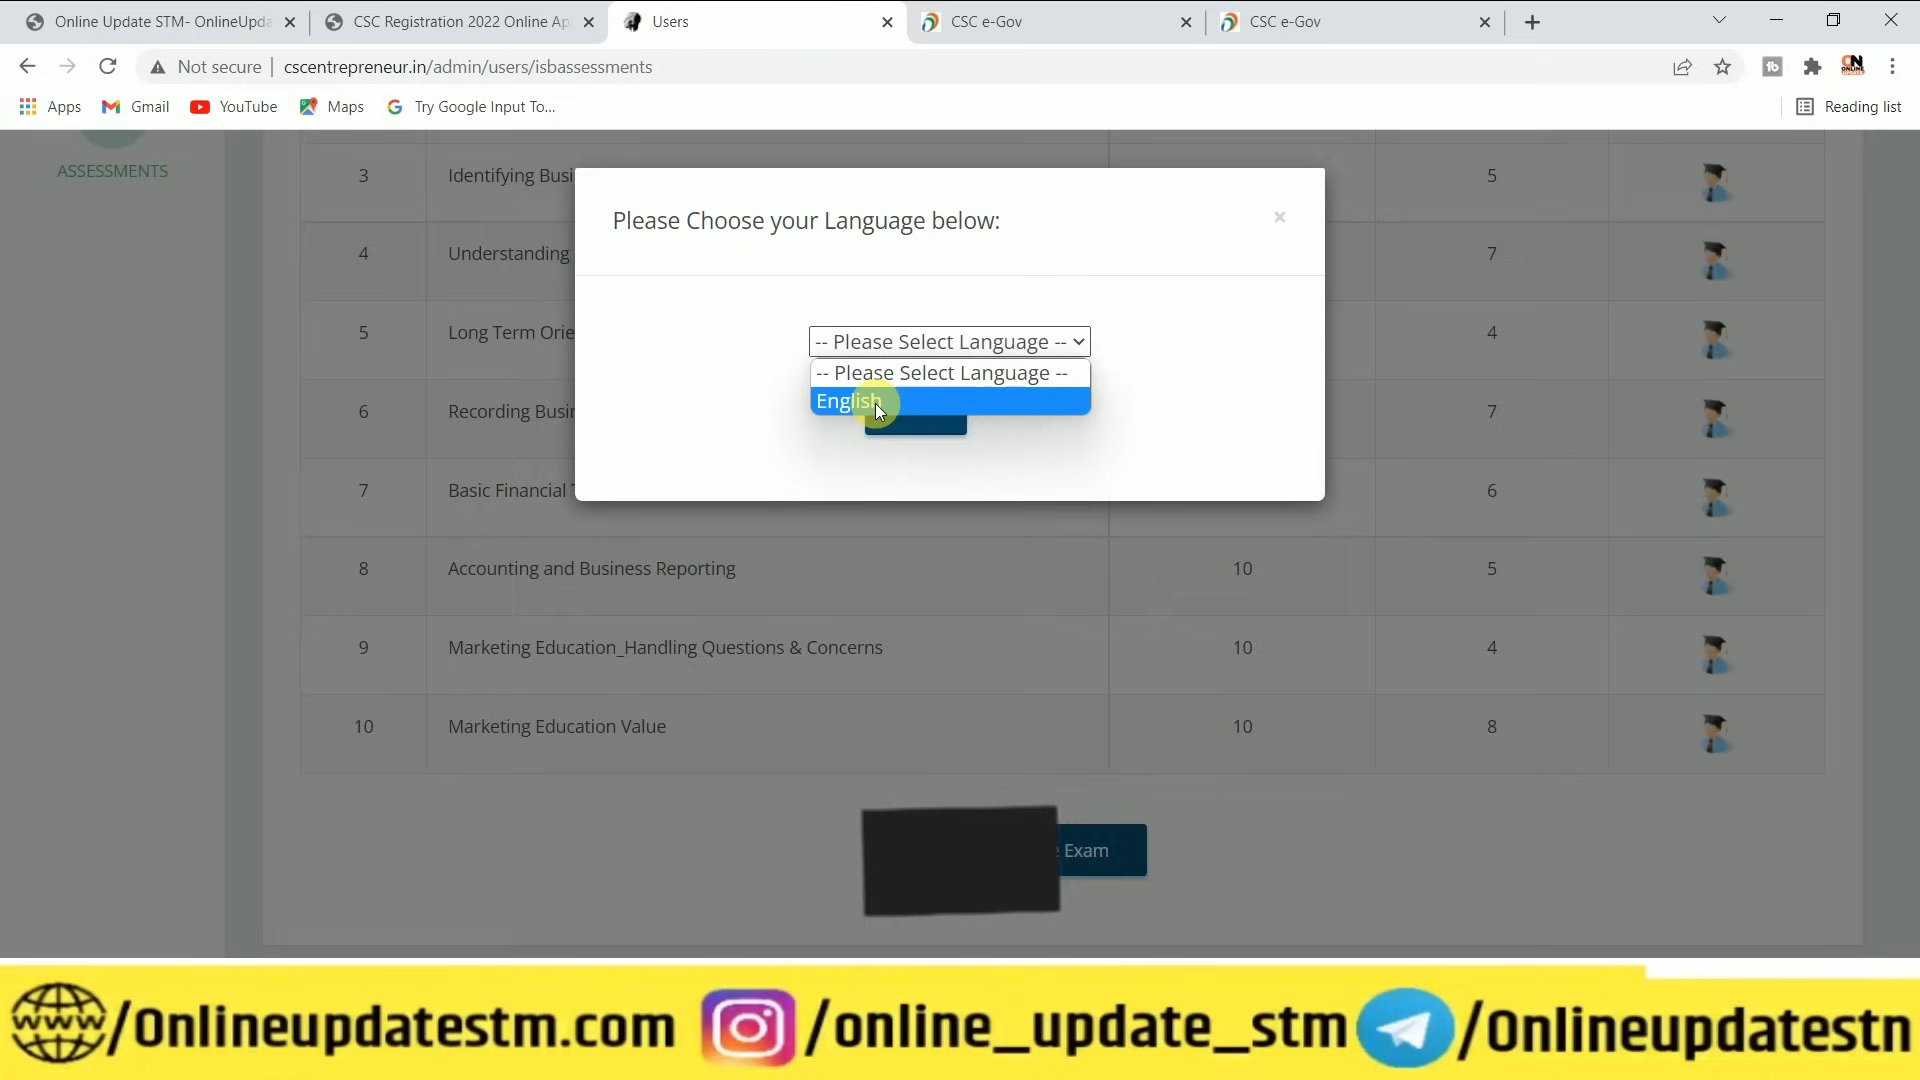 Online Update STM- OnlineUpda
CSC Registration 2022 Online Ap
Users
CSC e-Gov
CSC e-Gov
Not secure
cscentrepreneur.in/admin/users/isbassessments
Apps
Gmail
YouTube
Maps
Try Google Input To...
Reading list
ASSESSMENTS
3 Identifying Busi 5
Please Choose your Language below:
4 Understanding 7
-- Please Select Language --
5 Long Term Orie 4
-- Please Select Language --
English
6 Recording Busin 7
7 Basic Financial 6
8 Accounting and Business Reporting 10 5
9 Marketing Education_Handling Questions & Concerns 10 4
10 Marketing Education Value 10 8
Exam
www /Onlineupdatestm.com /online_update_stm /Onlineupdatestn